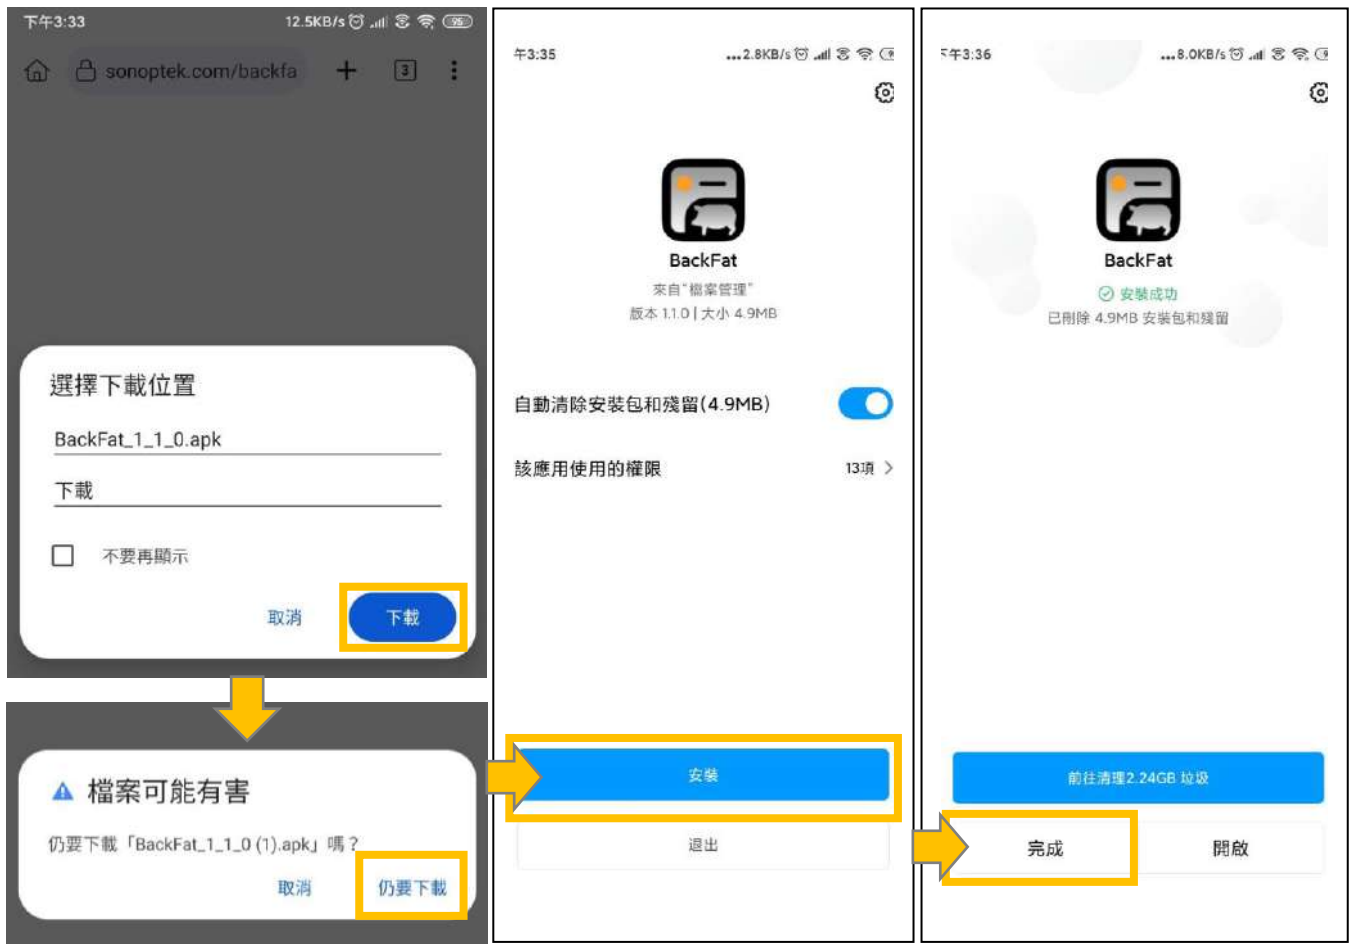 下午3:33
12.5KB/s
95
sonoptek.com/backfa
3
選擇下載位置
BackFat_1_1_0.apk
下載
不要再顯示
取消
下載
檔案可能有害
仍要下載「BackFat_1_1_0 (1).apk」嗎？
取消
仍要下載
午3:35
...2.8KB/s
BackFat
來自"檔案管理"
版本 1.1.0 | 大小 4.9MB
自動清除安裝包和殘留(4.9MB)
該應用使用的權限
13項
安裝
退出
午3:36
...8.0KB/s
BackFat
安裝成功
已刪除 4.9MB 安裝包和殘留
前往清理2.24GB 垃圾
完成
開啟